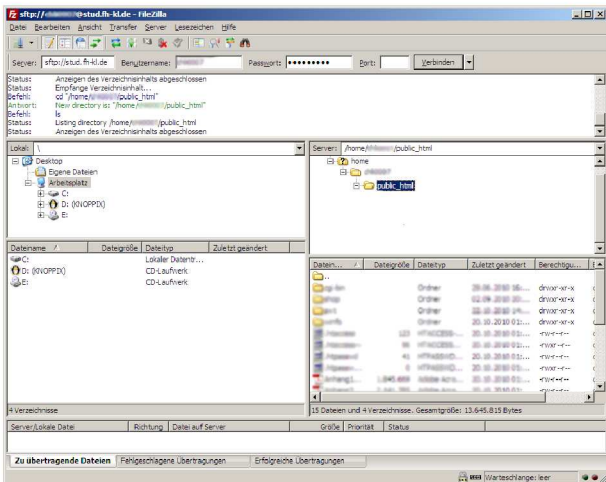 sftp:// @stud.fh-kl.de - FileZilla
Datei Bearbeiten Ansicht Transfer Server Lesezeichen Hilfe
Server: sftp://stud.fh-kl.de Benutzername: Passwort: ●●●●●●●●● Port: Verbinden
Status: Anzeigen des Verzeichnisinhalts abgeschlossen
Status: Empfange Verzeichnisinhalt...
Befehl: cd "/home/ /public_html"
Antwort: New directory is: "/home/ /public_html"
Befehl: ls
Status: Listing directory /home/ /public_html
Status: Anzeigen des Verzeichnisinhalts abgeschlossen
Lokal: \
Desktop
Eigene Dateien
Arbeitsplatz
C:
D: (KNOPPIX)
E:
Dateiname Dateigröße Dateityp Zuletzt geändert
C: Lokaler Datentr...
D: (KNOPPIX) CD-Laufwerk
E: CD-Laufwerk
4 Verzeichnisse
Server: /home/ /public_html
home
public_html
Datein... Dateigröße Dateityp Zuletzt geändert Berechtigu...
..
Ordner drwxr-xr-x
Ordner drwxr-xr-x
Ordner drwxr-xr-x
Ordner 20.10.2010 01:... drwxr-xr-x
-rw-r--r--
-rw-r--r--
-rw-r--r--
-rw-r--r--
-rw-r--r--
15 Dateien und 4 Verzeichnisse. Gesamtgröße: 13.645.815 Bytes
Server/Lokale Datei Richtung Datei auf Server Größe Priorität Status
Zu übertragende Dateien Fehlgeschlagene Übertragungen Erfolgreiche Übertragungen
Warteschlange: leer